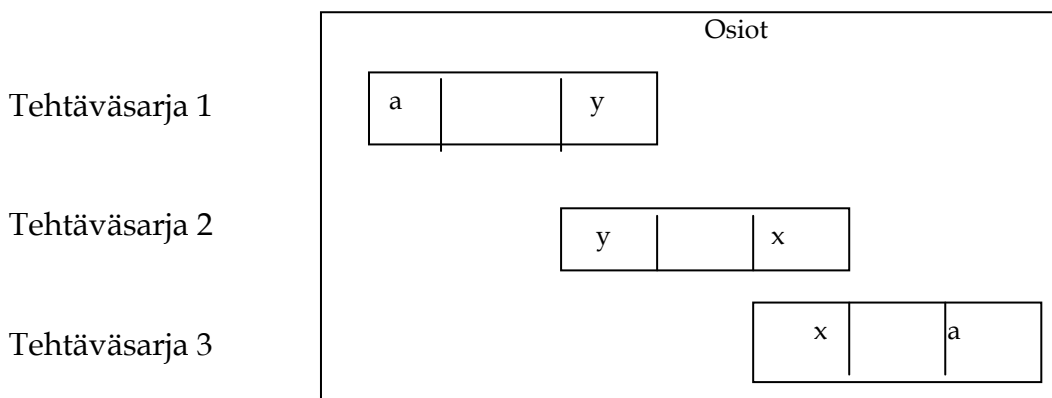 Osiot
Tehtäväsarja 1 a y
Tehtäväsarja 2 y x
Tehtäväsarja 3 x a